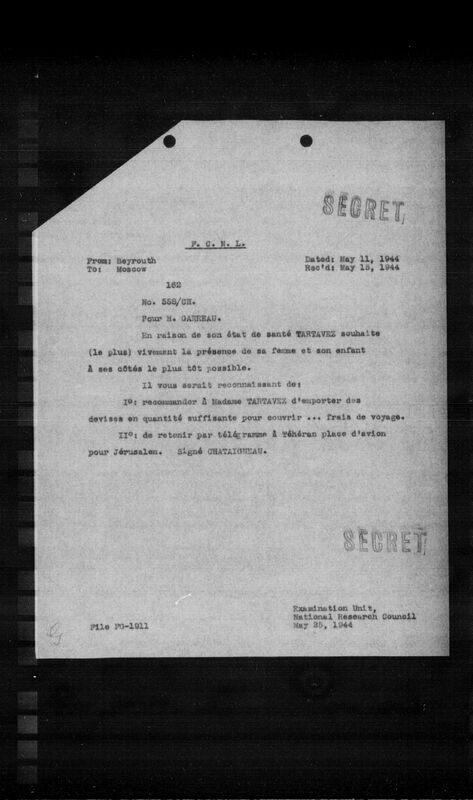 SECRET
F. C. N. L.
From: Beyrouth
To: Moscow
Dated: May 11, 1944
Rec'd: May 15, 1944
162
No. 558/CH.
Pour M. GARREAU.
En raison de son état de santé TARTAVEZ souhaite
(le plus) vivement la présence de sa femme et son enfant
À ses côtés le plus tôt possible.
Il vous serait reconnaissant de:
I°: recommander à Madame TARTAVEZ d'emporter des
devises en quantité suffisante pour couvrir ... frais de voyage.
II°: de retenir par télégramme à Téhéran place d'avion
pour Jérusalem. Signé CHATAIGNEAU.
SECRET
File FG-1911
Examination Unit,
National Research Council
May 25, 1944